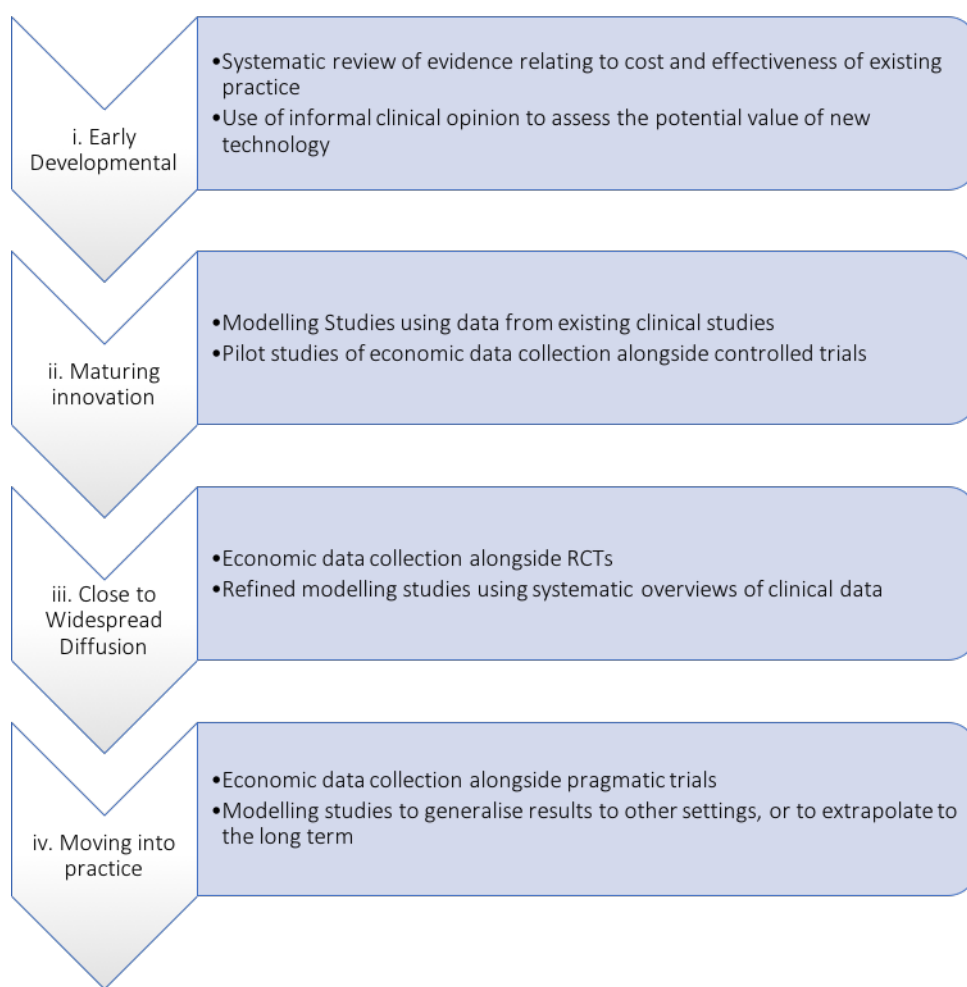 i. Early
Developmental
•Systematic review of evidence relating to cost and effectiveness of existing
practice
•Use of informal clinical opinion to assess the potential value of new
technology
ii. Maturing
innovation
•Modelling Studies using data from existing clinical studies
•Pilot studies of economic data collection alongside controlled trials
iii. Close to
Widespread
Diffusion
•Economic data collection alongside RCTs
•Refined modelling studies using systematic overviews of clinical data
iv. Moving into
practice
•Economic data collection alongside pragmatic trials
•Modelling studies to generalise results to other settings, or to extrapolate to
the long term